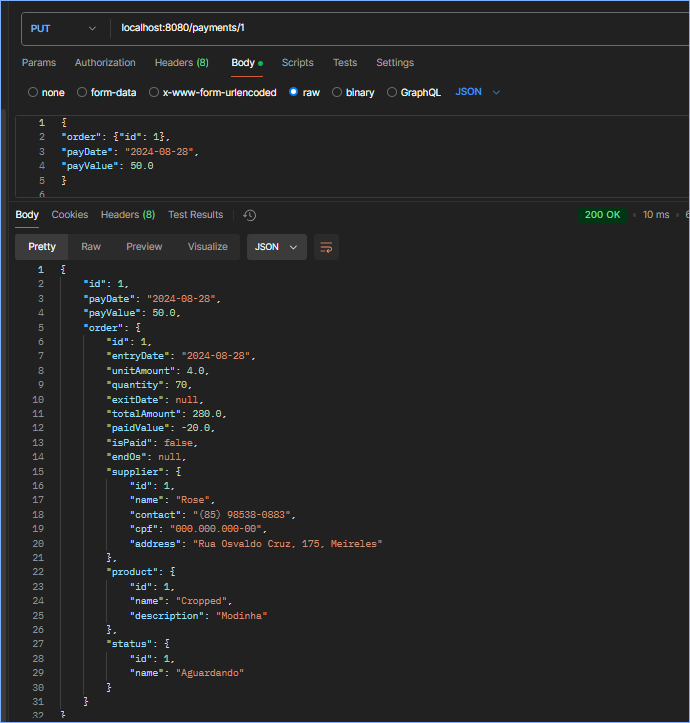 PUT localhost:8080/payments/1
Params Authorization Headers (8) Body Scripts Tests Settings
none form-data x-www-form-urlencoded raw binary GraphQL JSON
1 {
2 "order": {"id": 1},
3 "payDate": "2024-08-28",
4 "payValue": 50.0
5 }
6
Body Cookies Headers (8) Test Results 200 OK 10 ms
Pretty Raw Preview Visualize JSON
1 {
2 "id": 1,
3 "payDate": "2024-08-28",
4 "payValue": 50.0,
5 "order": {
6 "id": 1,
7 "entryDate": "2024-08-28",
8 "unitAmount": 4.0,
9 "quantity": 70,
10 "exitDate": null,
11 "totalAmount": 280.0,
12 "paidValue": -20.0,
13 "isPaid": false,
14 "endOs": null,
15 "supplier": {
16 "id": 1,
17 "name": "Rose",
18 "contact": "(85) 98538-0883",
19 "cpf": "000.000.000-00",
20 "address": "Rua Osvaldo Cruz, 175, Meireles"
21 },
22 "product": {
23 "id": 1,
24 "name": "Cropped",
25 "description": "Modinha"
26 },
27 "status": {
28 "id": 1,
29 "name": "Aguardando"
30 }
31 }
32 }